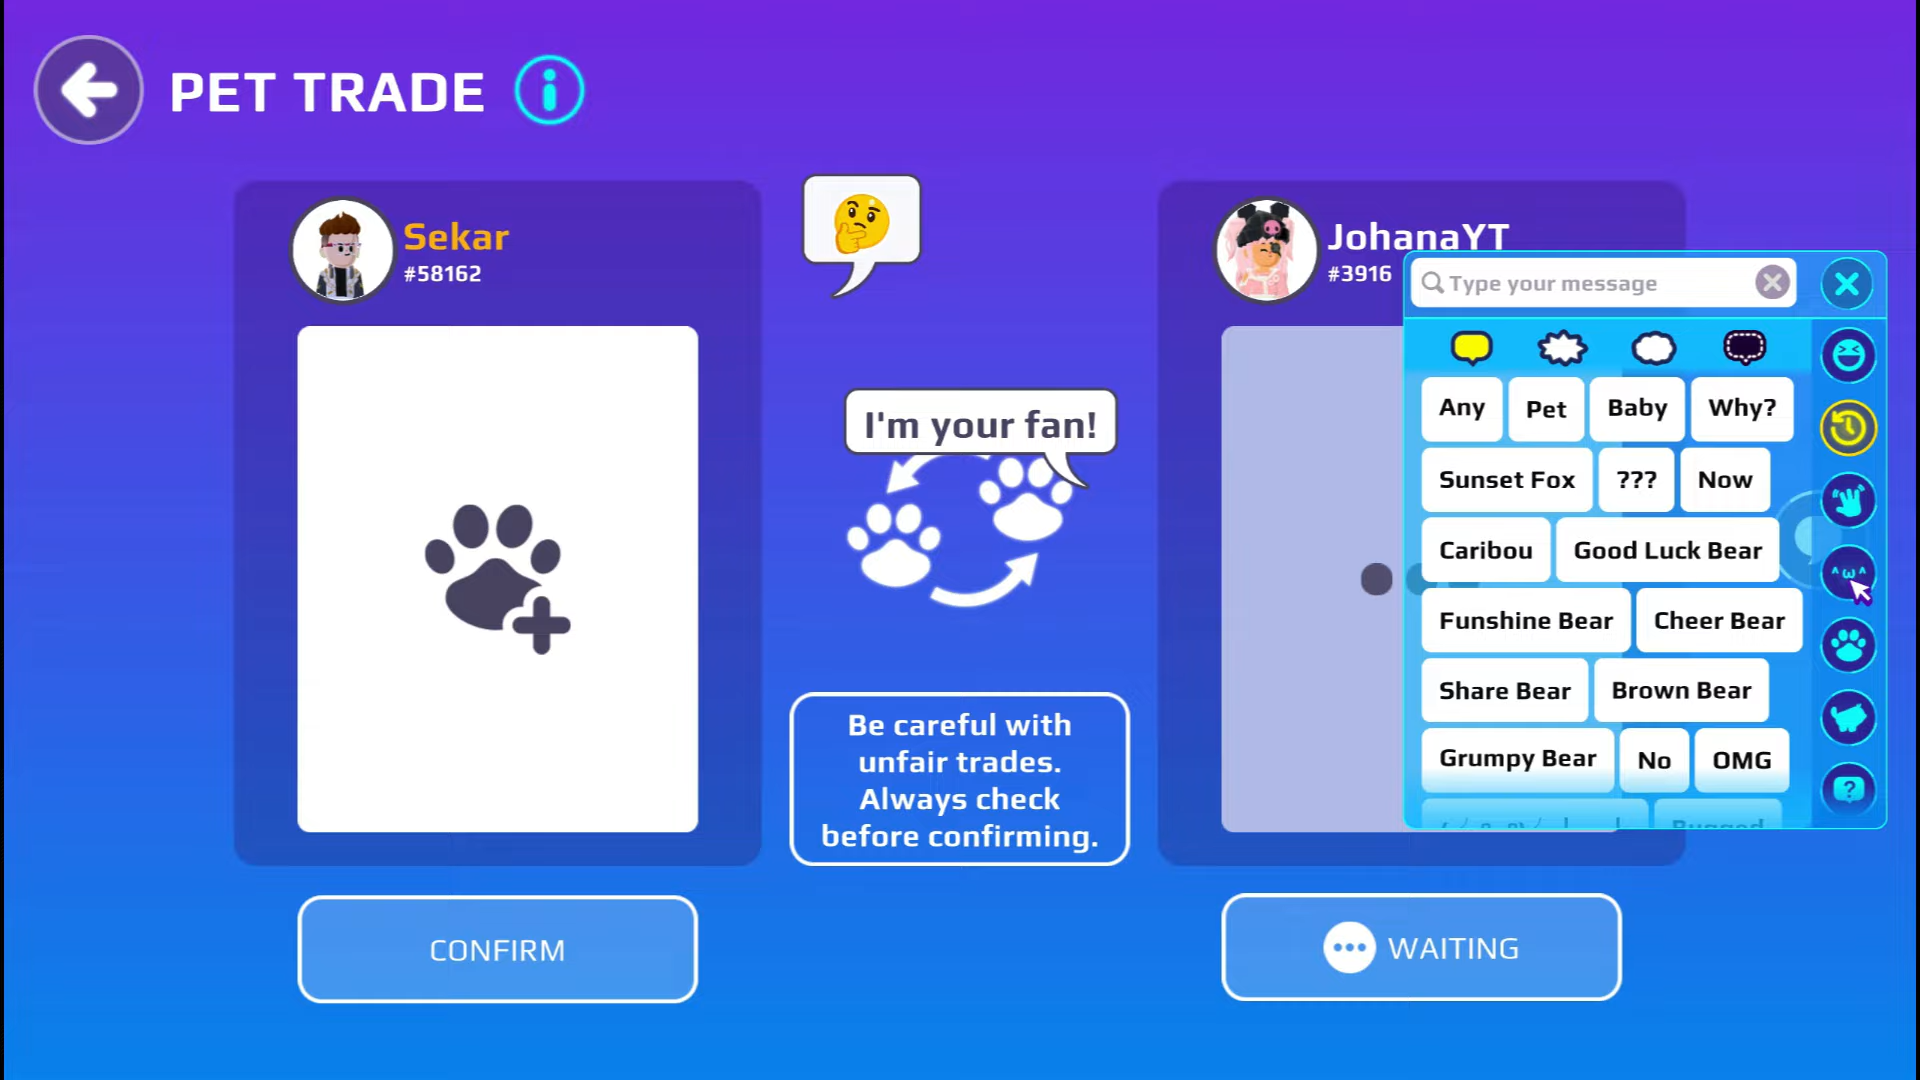 PET TRADE
Sekar
#58162
JohanaYT
#3916
Type your message
I'm your fan!
Any Pet Baby Why?
Sunset Fox ??? Now
Caribou Good Luck Bear
Funshine Bear Cheer Bear
Share Bear Brown Bear
Grumpy Bear No OMG
Be careful with
unfair trades.
Always check
before confirming.
CONFIRM
WAITING